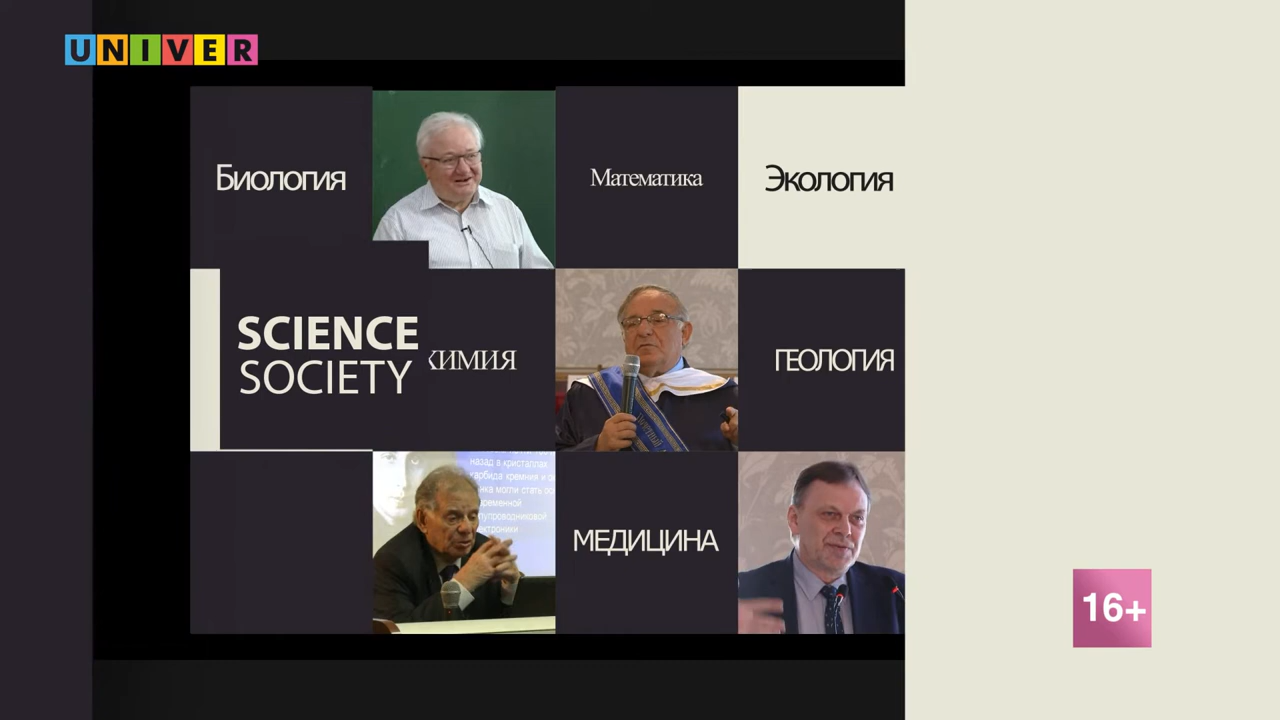 UNIVER
Биология
Математика
Экология
SCIENCE
SOCIETY
ХИМИЯ
ГЕОЛОГИЯ
назад в кристаллах
карбида кремния и
могли стать
МЕДИЦИНА
16+